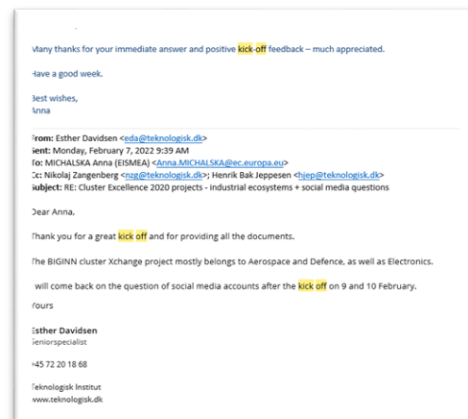 Many thanks for your immediate answer and positive kick-off feedback – much appreciated.
Have a good week.
Best wishes,
Anna
From: Esther Davidsen <eda@teknologisk.dk>
Sent: Monday, February 7, 2022 9:39 AM
To: MICHALSKA Anna (EISMEA) <Anna.MICHALSKA@ec.europa.eu>
Cc: Nikolaj Zangenberg <nzg@teknologisk.dk>; Henrik Bak Jeppesen <hjep@teknologisk.dk>
Subject: RE: Cluster Excellence 2020 projects - industrial ecosystems + social media questions
Dear Anna,
Thank you for a great kick off and for providing all the documents.
The BIGINN cluster Xchange project mostly belongs to Aerospace and Defence, as well as Electronics.
I will come back on the question of social media accounts after the kick off on 9 and 10 February.
Yours
Esther Davidsen
Seniorspecialist
+45 72 20 18 68
Teknologisk Institut
www.teknologisk.dk